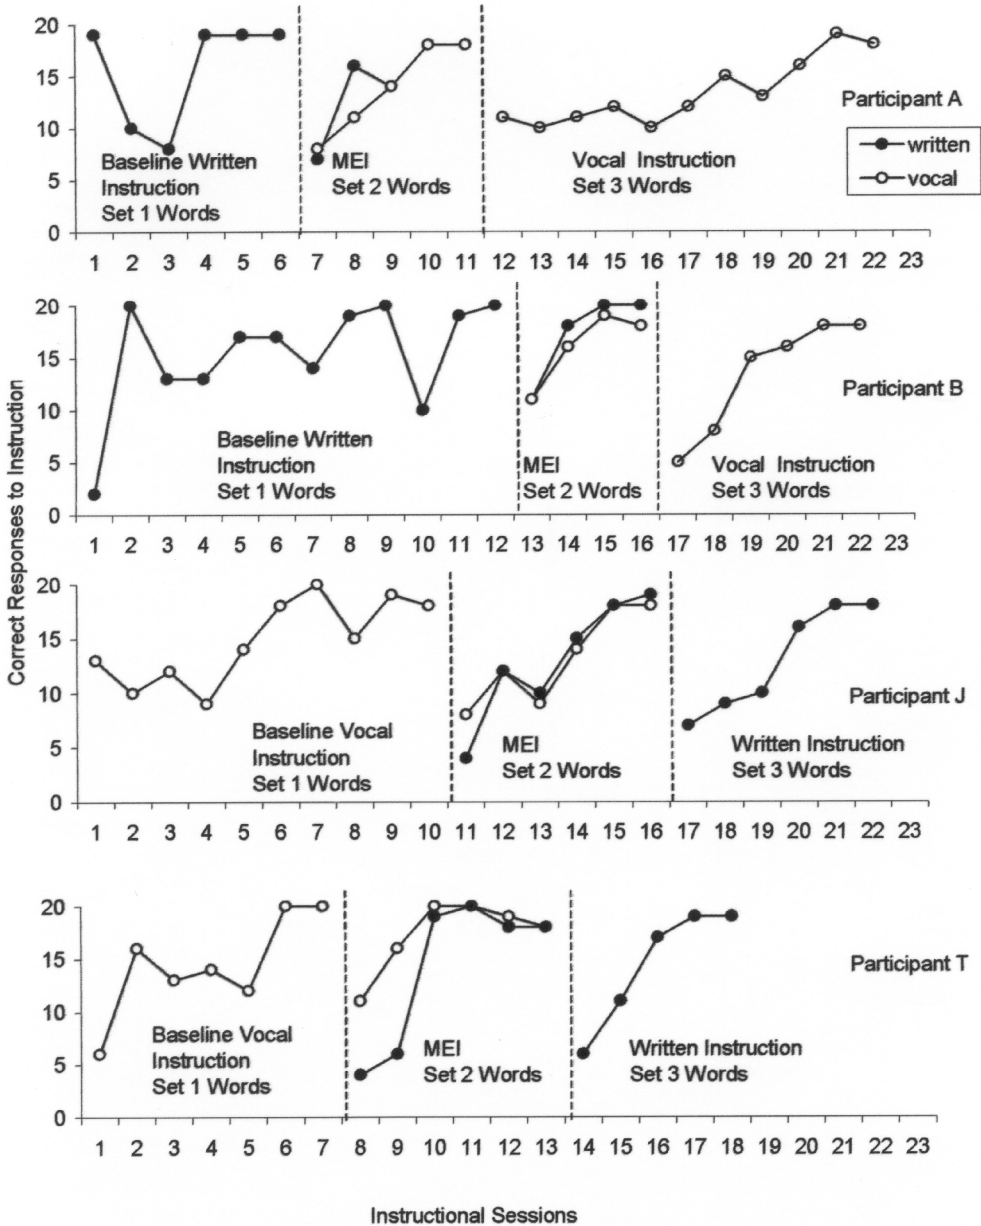 20
15
10
5
0
Baseline Written
Instruction
Set 1 Words
MEI
Set 2 Words
Vocal Instruction
Set 3 Words
Participant A
written
vocal
1 2 3 4 5 6 7 8 9 10 11 12 13 14 15 16 17 18 19 20 21 22 23
20
15
10
5
0
Baseline Written
Instruction
Set 1 Words
MEI
Set 2 Words
Vocal Instruction
Set 3 Words
Participant B
1 2 3 4 5 6 7 8 9 10 11 12 13 14 15 16 17 18 19 20 21 22 23
Correct Responses to Instruction
20
15
10
5
0
Baseline Vocal
Instruction
Set 1 Words
MEI
Set 2 Words
Written Instruction
Set 3 Words
Participant J
1 2 3 4 5 6 7 8 9 10 11 12 13 14 15 16 17 18 19 20 21 22 23
20
15
10
5
0
Baseline Vocal
Instruction
Set 1 Words
MEI
Set 2 Words
Written Instruction
Set 3 Words
Participant T
1 2 3 4 5 6 7 8 9 10 11 12 13 14 15 16 17 18 19 20 21 22 23
Instructional Sessions